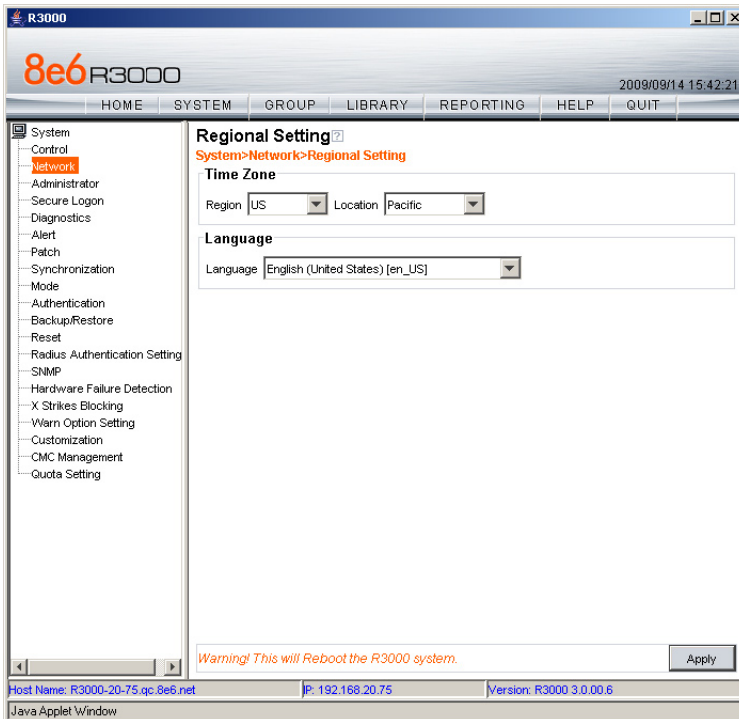 R3000
8e6 R3000
2009/09/14 15:42:21
HOME SYSTEM GROUP LIBRARY REPORTING HELP QUIT
System
Control
Network
Administrator
Secure Logon
Diagnostics
Alert
Patch
Synchronization
Mode
Authentication
Backup/Restore
Reset
Radius Authentication Setting
SNMP
Hardware Failure Detection
X Strikes Blocking
Warn Option Setting
Customization
CMC Management
Quota Setting
Regional Setting ?
System>Network>Regional Setting
Time Zone
Region US Location Pacific
Language
Language English (United States) [en_US]
Warning! This will Reboot the R3000 system. Apply
Host Name: R3000-20-75.qc.8e6.net IP: 192.168.20.75 Version: R3000 3.0.00.6
Java Applet Window